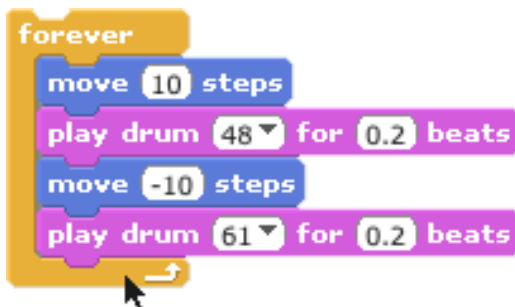 forever
move 10 steps
play drum 48 for 0.2 beats
move -10 steps
play drum 61 for 0.2 beats